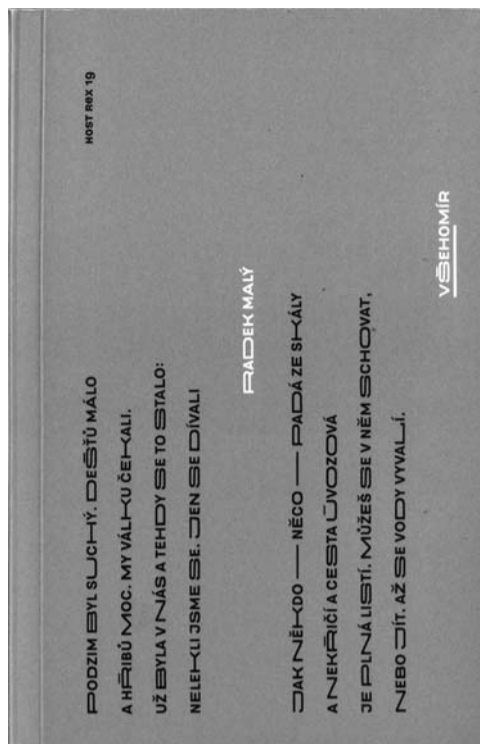 PODZIM BYL SUCHÝ. DEŠŤŮ MÁLO
HOST REX 19
A HŘIBŮ MOC. MY VÁLKU ČEKALI.
UŽ BYLA V NÁS A TEHDY SE TO STALO:
NELEKLI JSME SE. JEN SE DÍVALI
RADEK MALÝ
JAK NĚKDO — NĚCO — PADÁ ZE SKÁLY
A NEKŘIČÍ A CESTA ÚVOZOVÁ
JE PLNÁ LISTÍ. MŮŽEŠ SE V NĚM SCHOVAT,
NEBO JÍT. AŽ SE VODY VYVALÍ.
VŠEHOMÍR